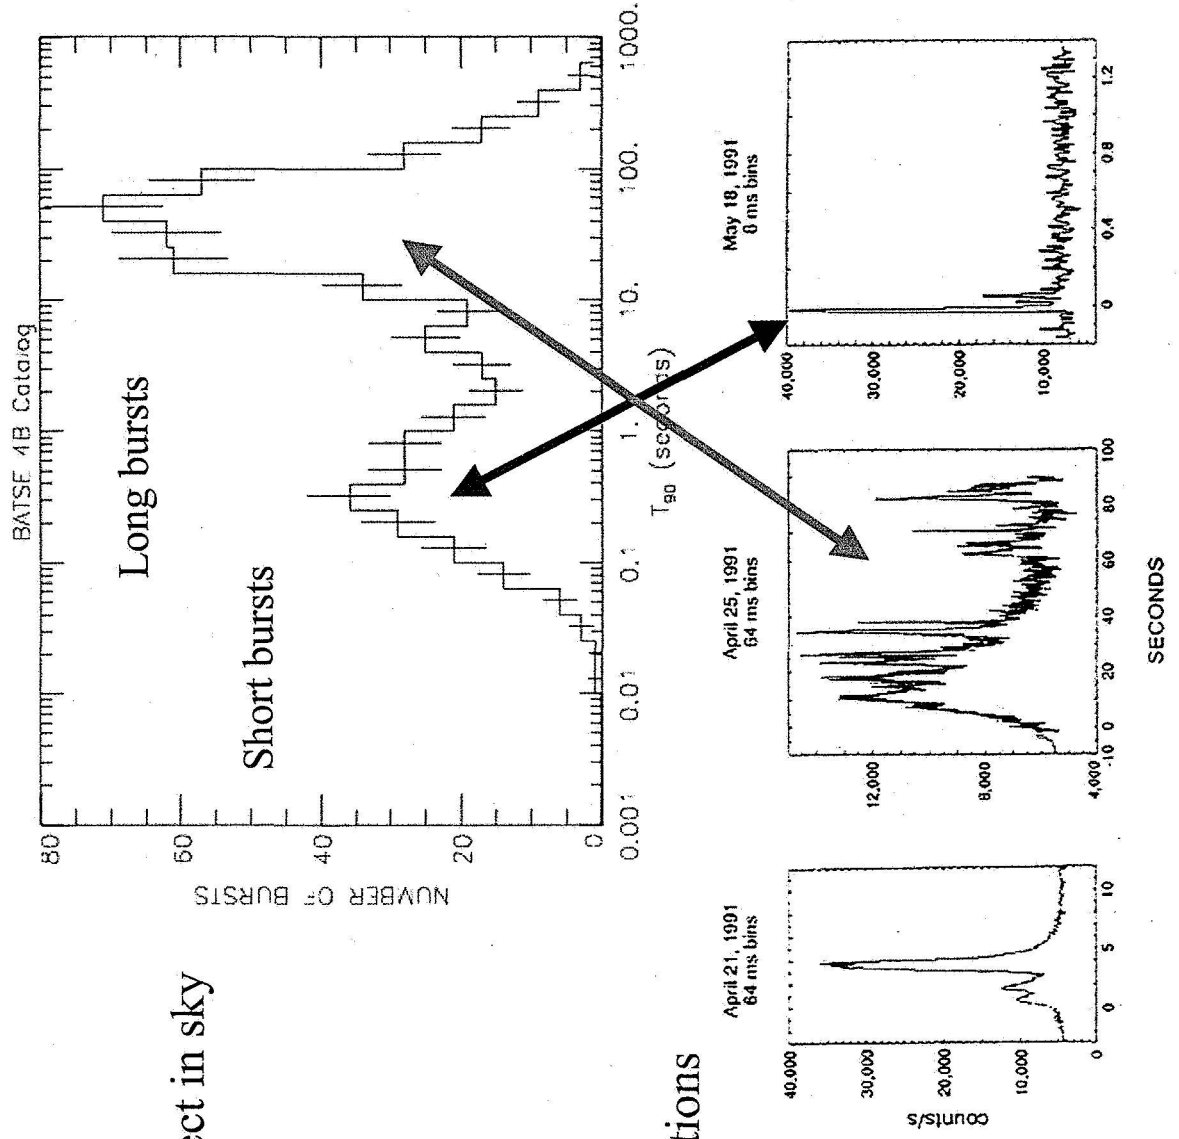 ect in sky
tions
BATSE 4B Catalog
Long bursts
Short bursts
NUMBER OF BURSTS
80
60
40
20
0
0.001
0.01
0.1
1.
10.
100.
1000.
T90 (seconds)
April 21, 1991
64 ms bins
counts/s
40,000
30,000
20,000
10,000
0
0
5
10
April 25, 1991
64 ms bins
12,000
8,000
4,000
-10
0
20
40
60
80
100
SECONDS
May 18, 1991
8 ms bins
40,000
30,000
20,000
10,000
0
0.4
0.8
1.2